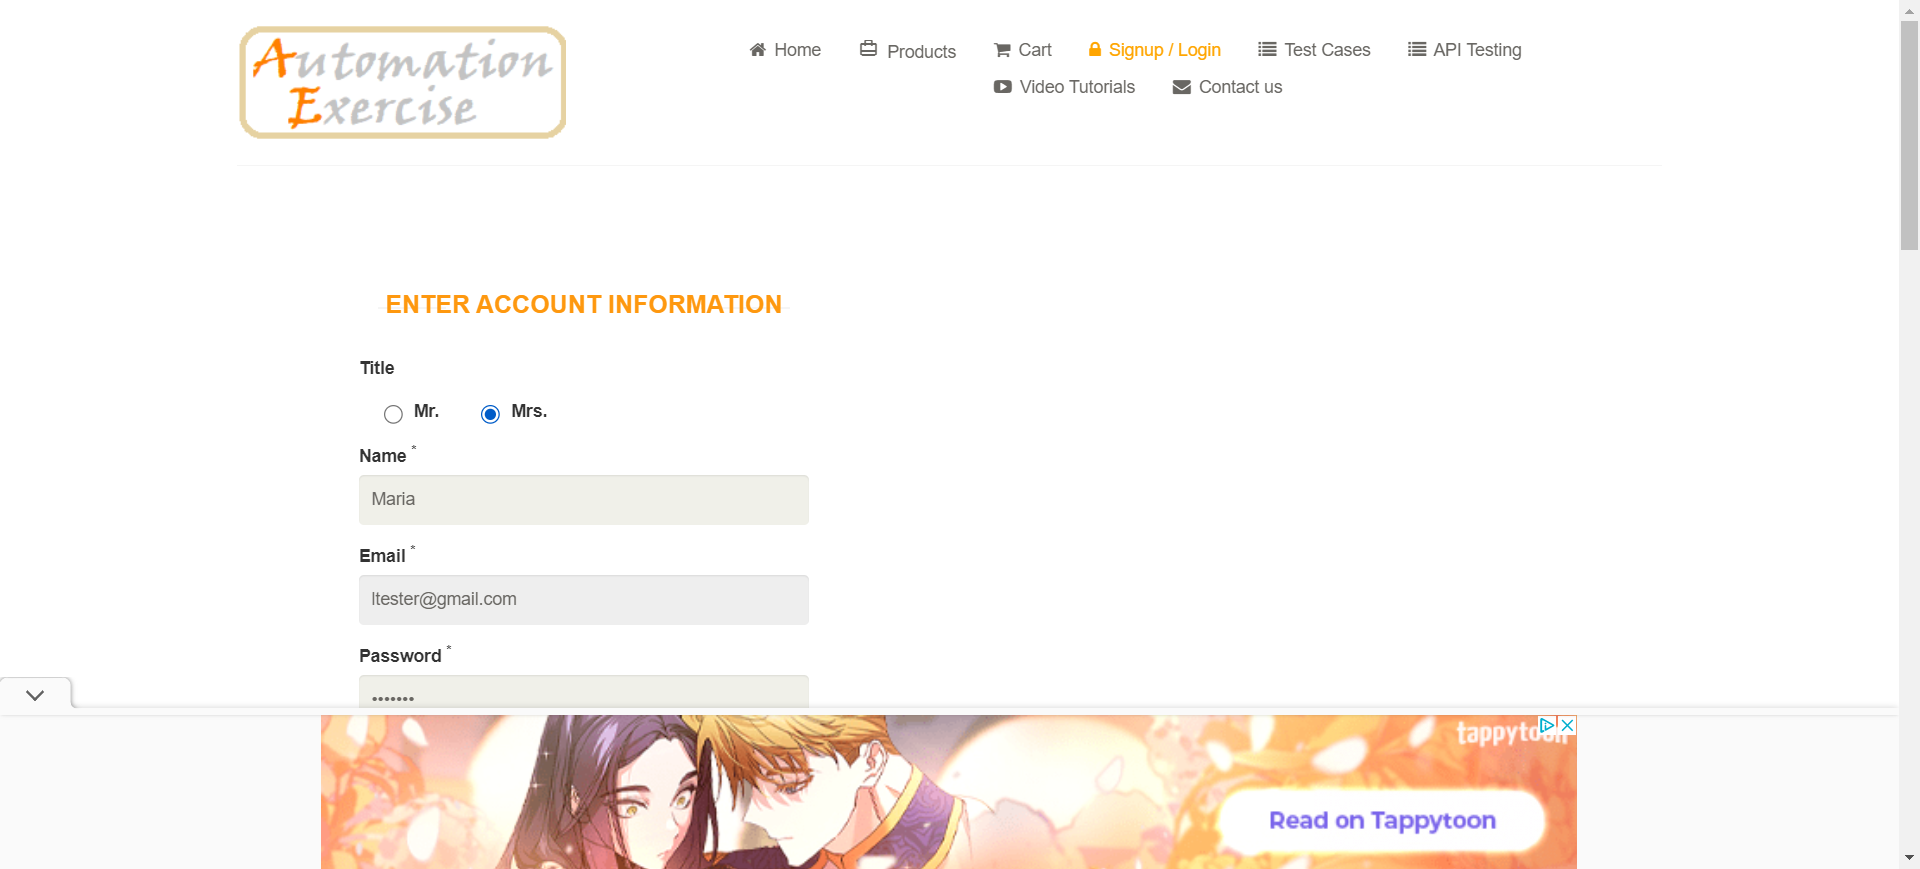 Automation
Exercise
Home
Products
Cart
Signup / Login
Test Cases
API Testing
Video Tutorials
Contact us
ENTER ACCOUNT INFORMATION
Title
Mr.
Mrs.
Name *
Maria
Email *
ltester@gmail.com
Password *
•••••••
tappytoon
Read on Tappytoon